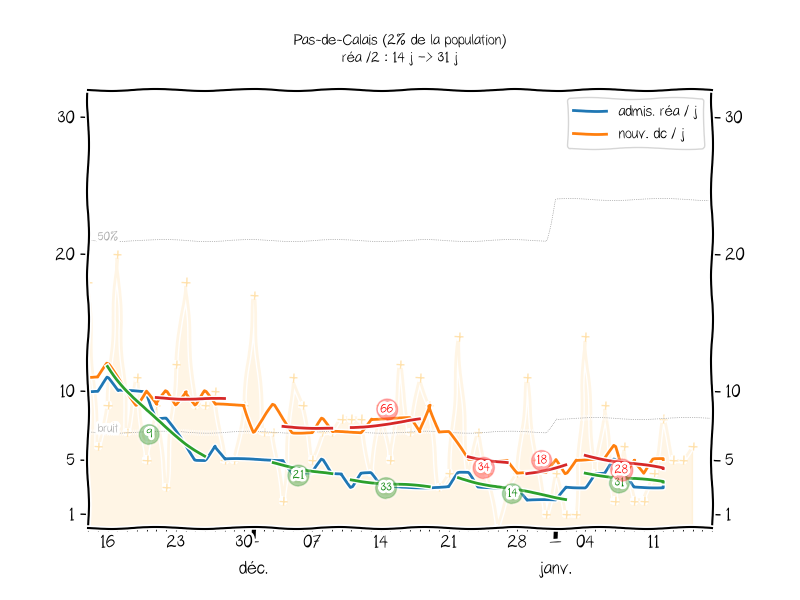 Pas-de-Calais (2% de la population)
réa /2 : 14 j -> 31 j
admis. réa / j
nouv. dc / j
30 30
50%
20 20
10 10
bruit
66
9
5 5
34 18 28
21 33 14 31
1 1
16 23 30 07 14 21 28 04 11
déc. janv.